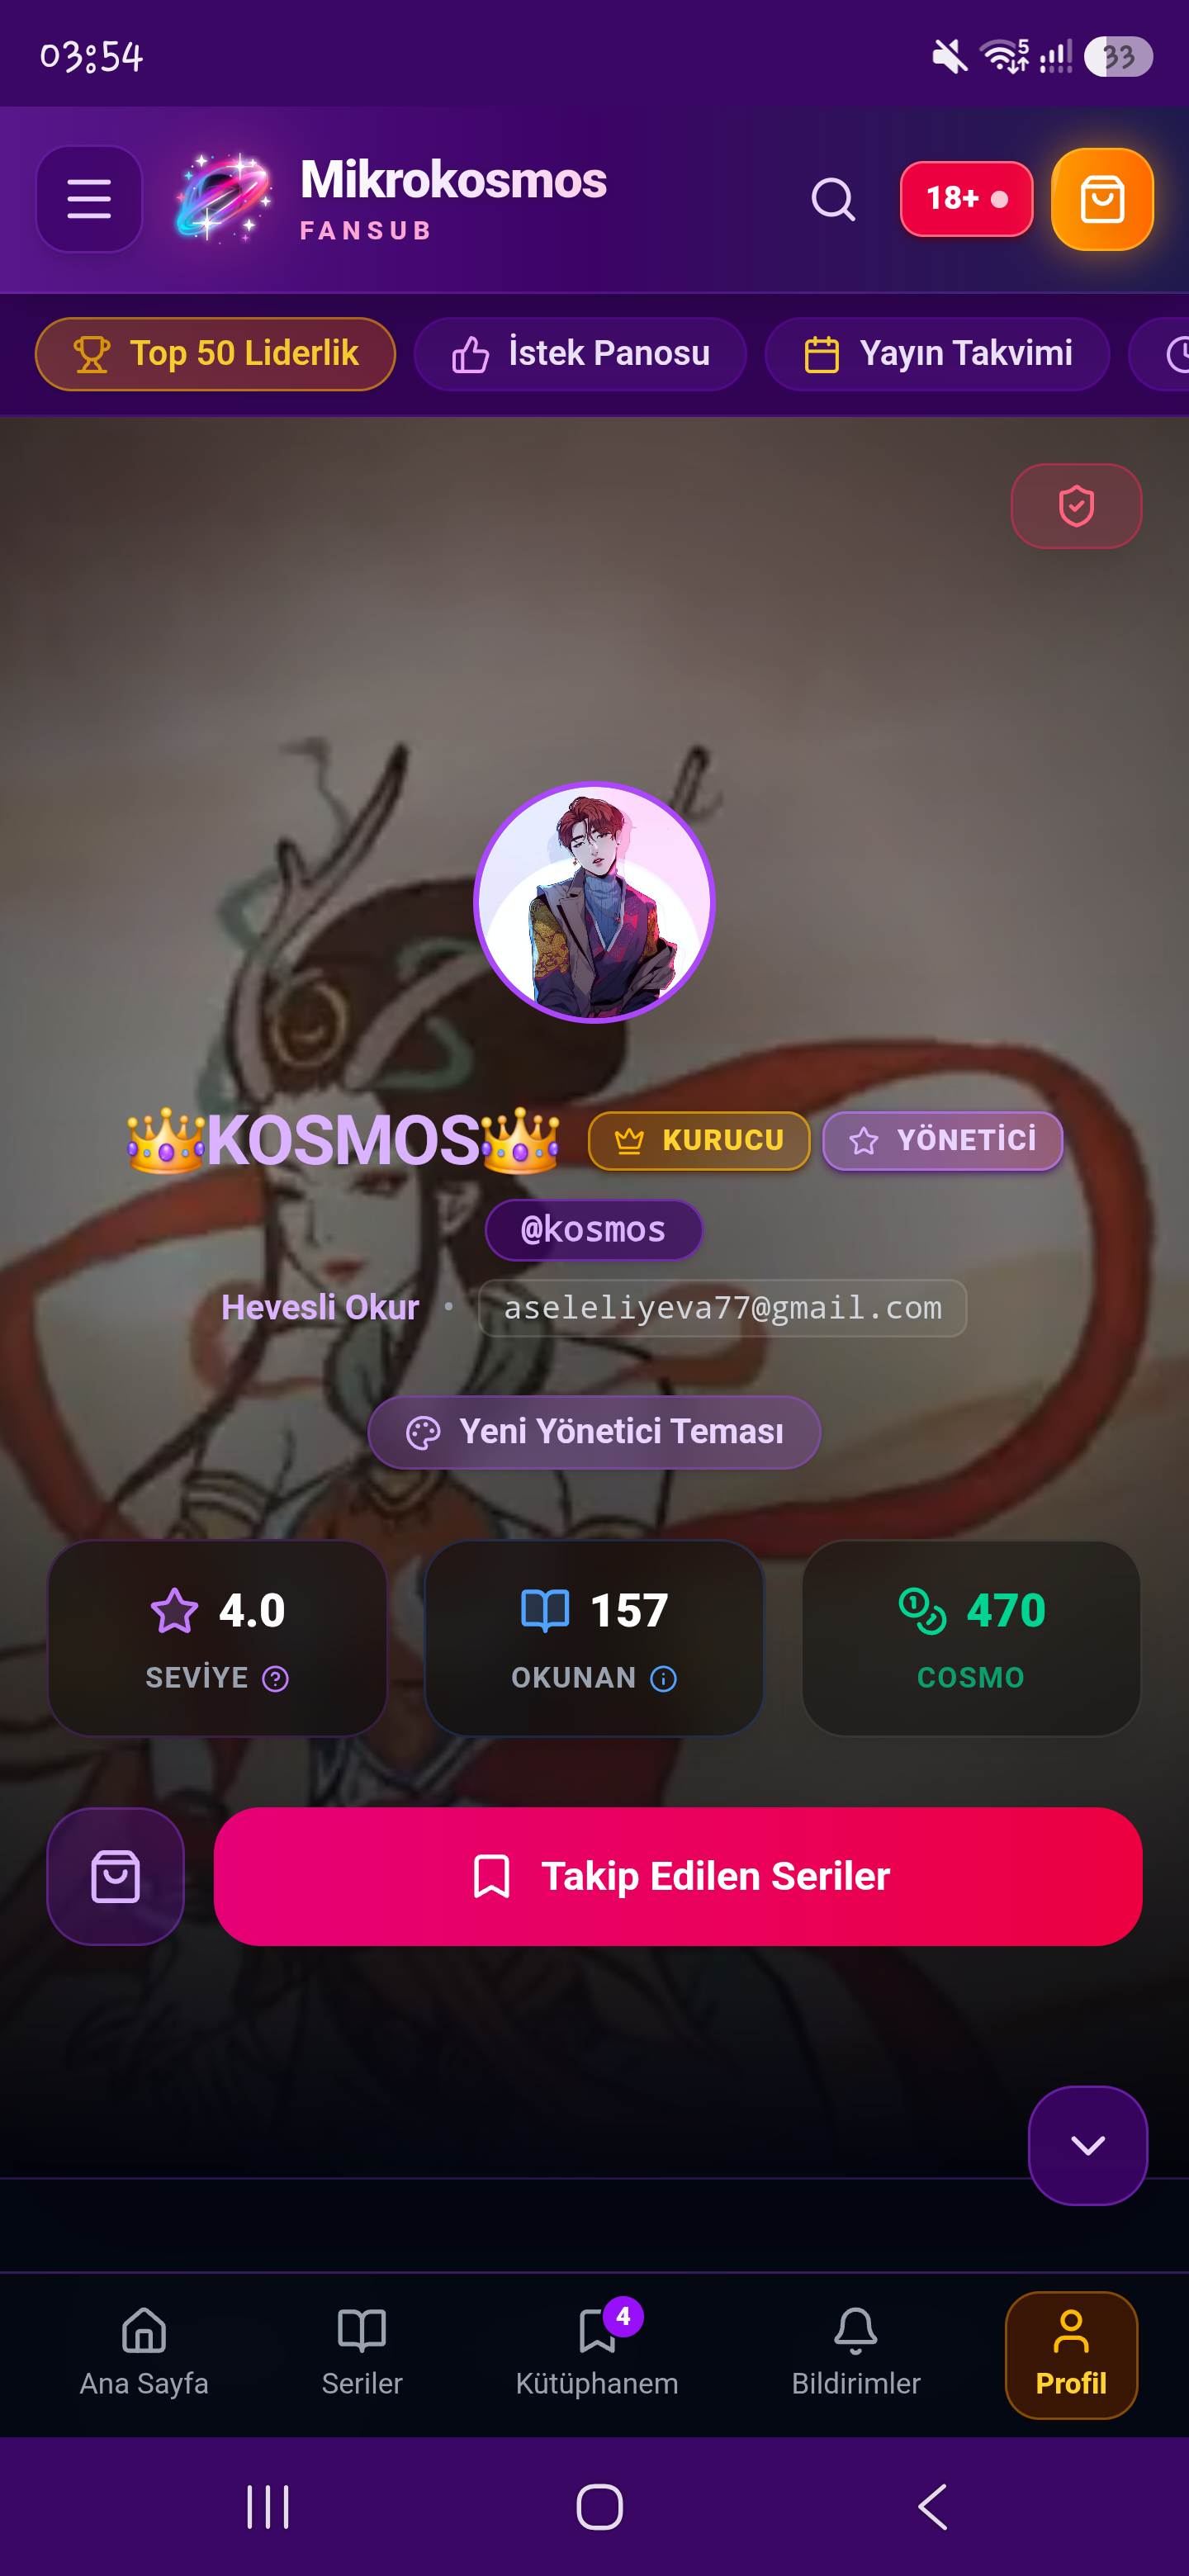 03:54
5
33
Mikrokosmos
FANSUB
18+
Top 50 Liderlik
İstek Panosu
Yayın Takvimi
👑KOSMOS👑
KURUCU
YÖNETİCİ
@kosmos
Hevesli Okur • aseleliyeva77@gmail.com
Yeni Yönetici Teması
4.0
SEVİYE
157
OKUNAN
470
COSMO
Takip Edilen Seriler
4
Ana Sayfa
Seriler
Kütüphanem
Bildirimler
Profil